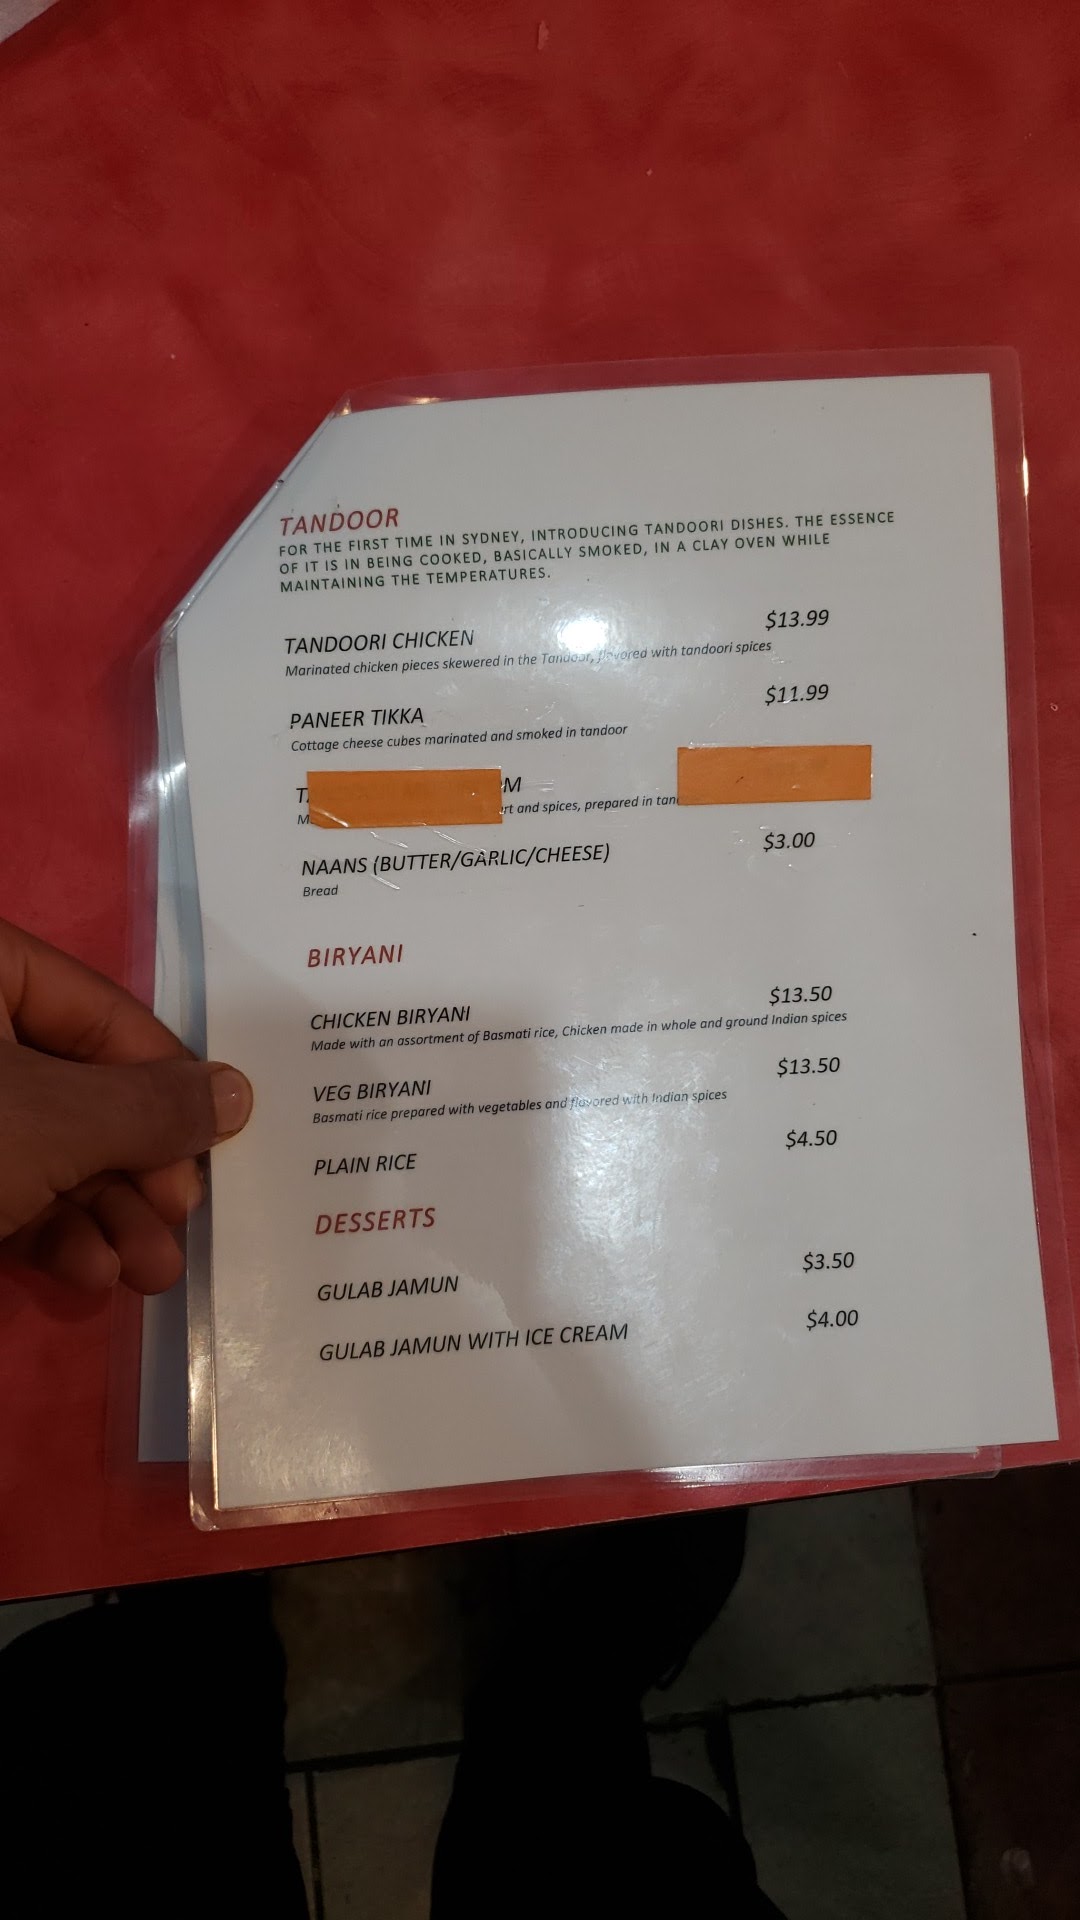 TANDOOR
FOR THE FIRST TIME IN SYDNEY, INTRODUCING TANDOORI DISHES. THE ESSENCE
OF IT IS IN BEING COOKED, BASICALLY SMOKED, IN A CLAY OVEN WHILE
MAINTAINING THE TEMPERATURES.
TANDOORI CHICKEN $13.99
Marinated chicken pieces skewered in the Tandoor, flavored with tandoori spices
PANEER TIKKA $11.99
Cottage cheese cubes marinated and smoked in tandoor
and spices, prepared in
NAANS (BUTTER/GARLIC/CHEESE) $3.00
Bread
BIRYANI
CHICKEN BIRYANI $13.50
Made with an assortment of Basmati rice, Chicken made in whole and ground Indian spices
VEG BIRYANI $13.50
Basmati rice prepared with vegetables and flavored with Indian spices
PLAIN RICE $4.50
DESSERTS
GULAB JAMUN $3.50
GULAB JAMUN WITH ICE CREAM $4.00